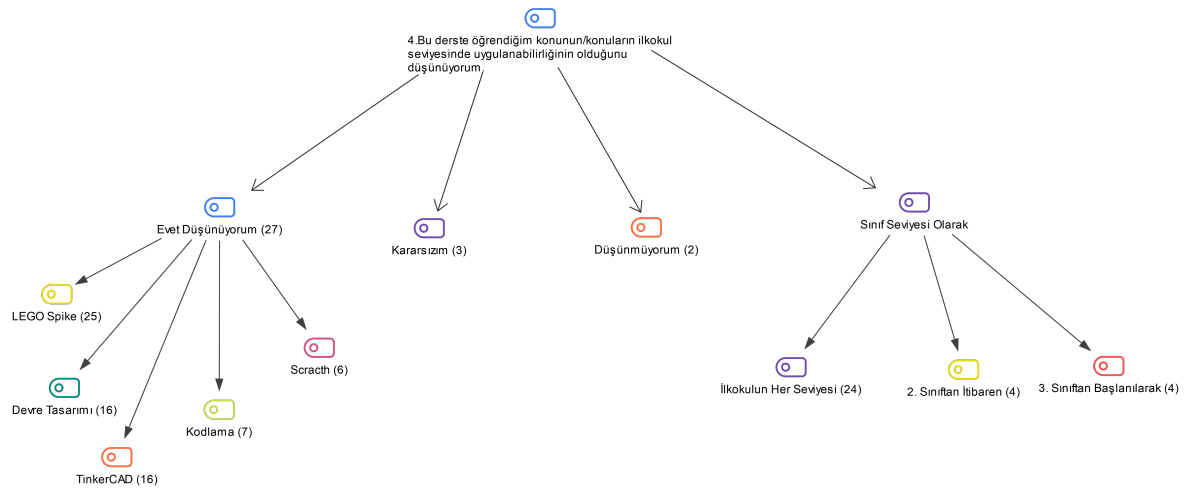 4.Bu derste öğrendiğim konunun/konuların ilkokul
seviyesinde uygulanabilirliğinin olduğunu
düşünüyorum
Evet Düşünüyorum (27)
Kararsızım (3)
Düşünmüyorum (2)
Sınıf Seviyesi Olarak
LEGO Spike (25)
Devre Tasarımı (16)
TinkerCAD (16)
Kodlama (7)
Scracth (6)
İlkokulun Her Seviyesi (24)
2. Sınıftan İtibaren (4)
3. Sınıftan Başlanılarak (4)